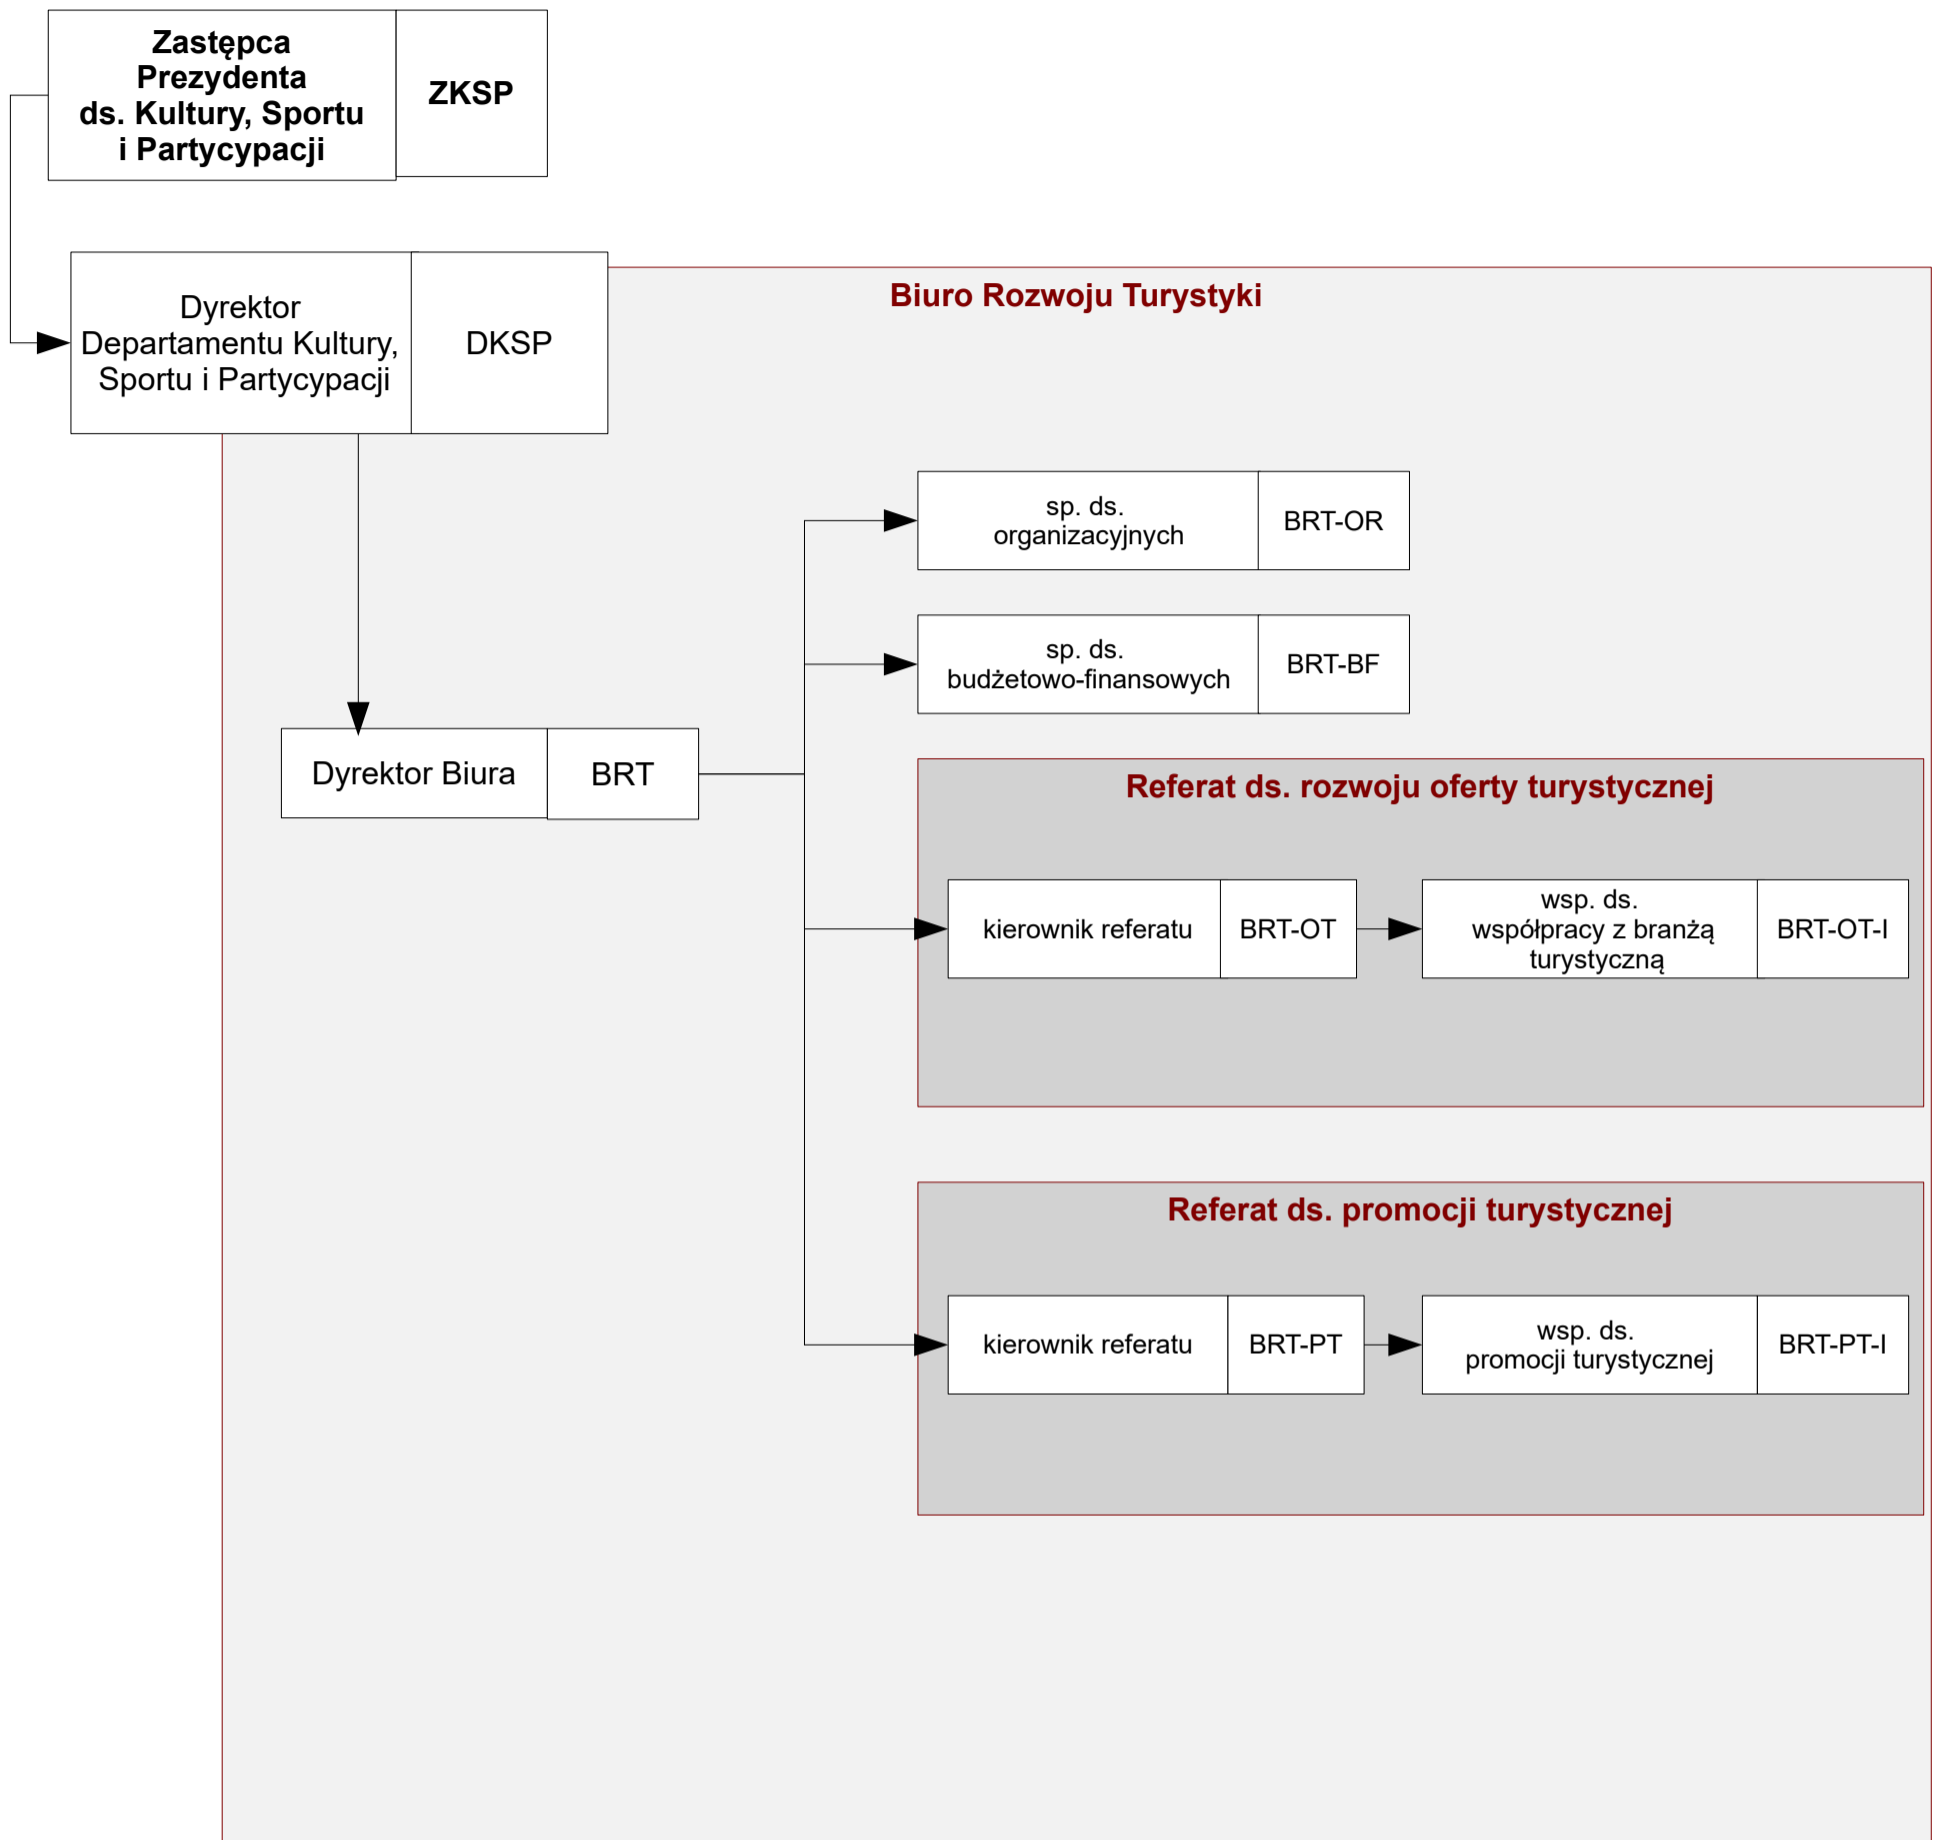 Zastępca
Prezydenta
ds. Kultury, Sportu
i Partycypacji
ZKSP
Dyrektor
Departamentu Kultury,
Sportu i Partycypacji
DKSP
Biuro Rozwoju Turystyki
sp. ds.
organizacyjnych
BRT-OR
sp. ds.
budżetowo-finansowych
BRT-BF
Dyrektor Biura
BRT
Referat ds. rozwoju oferty turystycznej
kierownik referatu
BRT-OT
wsp. ds.
współpracy z branżą
turystyczną
BRT-OT-I
Referat ds. promocji turystycznej
kierownik referatu
BRT-PT
wsp. ds.
promocji turystycznej
BRT-PT-I